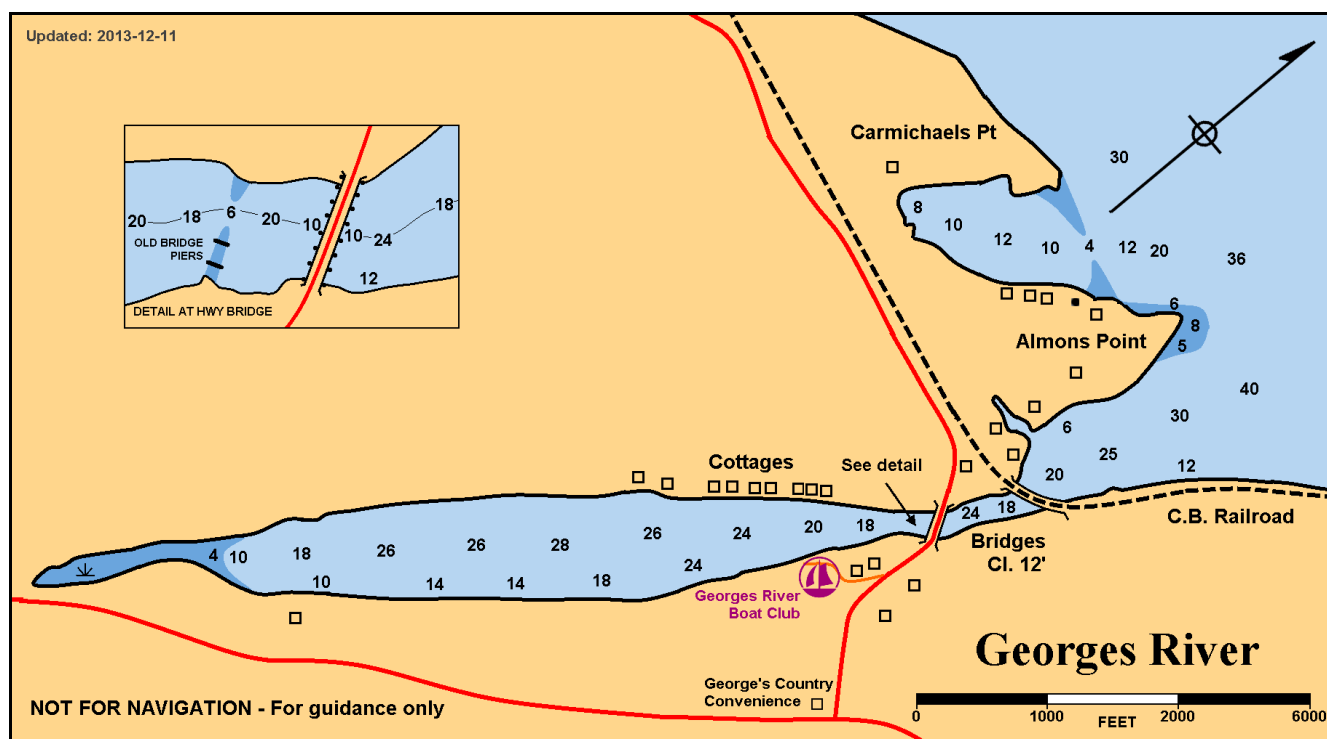 Updated: 2013-12-11
Carmichaels Pt
30
8
10
12
10
4
12
20
36
20
18
6
20
10
10
24
18
12
OLD BRIDGE
PIERS
DETAIL AT HWY BRIDGE
6
8
5
Almons Point
40
30
6
25
12
20
Cottages
See detail
C.B. Railroad
24
18
Bridges
Cl. 12'
4
10
18
26
26
28
26
24
20
18
24
10
14
14
18
Georges River
Boat Club
Georges River
George's Country
Convenience
NOT FOR NAVIGATION - For guidance only
0
1000
2000
6000
FEET